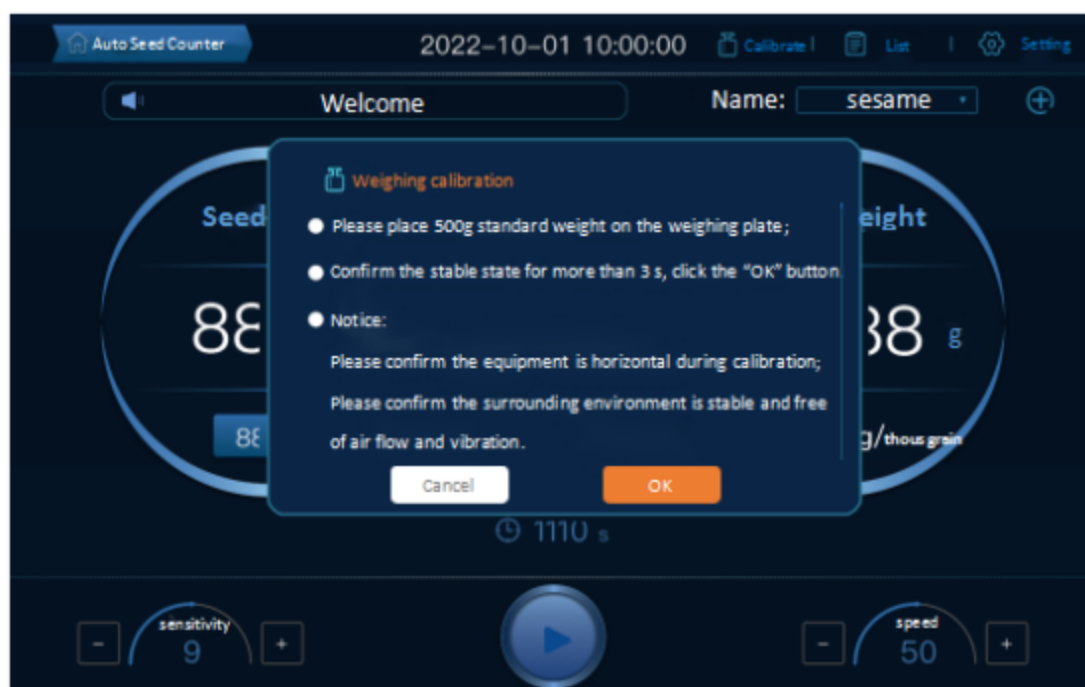 Auto Seed Counter
2022-10-01 10:00:00
Calibrate
List
Setting
Welcome
Name: sesame
Weighing calibration
Please place 500g standard weight on the weighing plate;
Confirm the stable state for more than 3 s, click the “OK” button.
Notice:
Please confirm the equipment is horizontal during calibration;
Please confirm the surrounding environment is stable and free
of air flow and vibration.
Cancel
OK
Seed
88
88
eight
38 g
g/thous grain
1110 s
- sensitivity +
9
- speed +
50